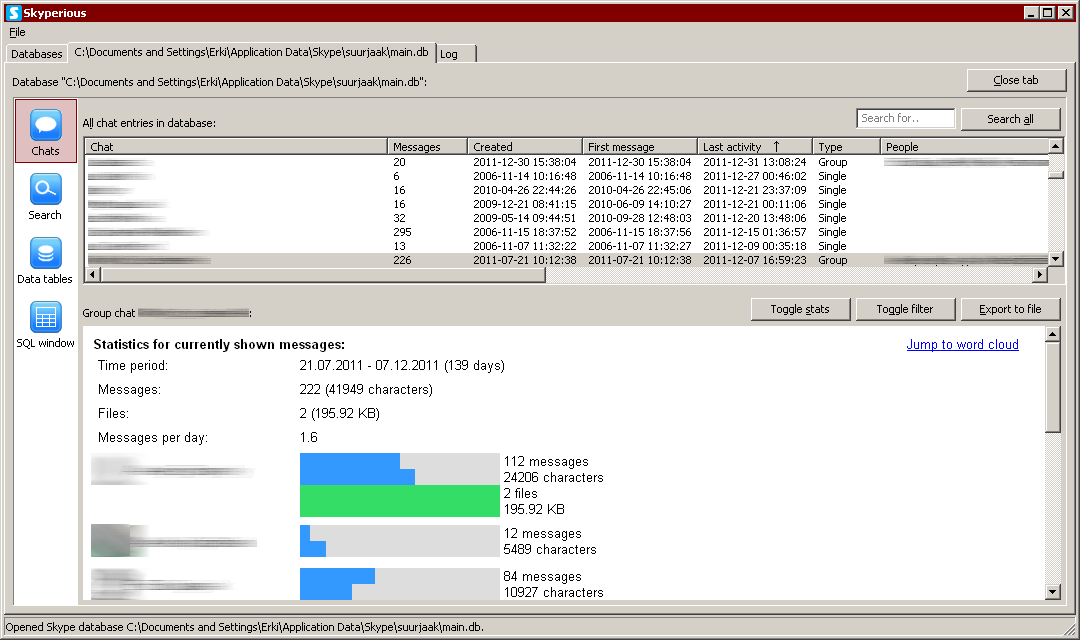 Skyperious
File
Databases C:\Documents and Settings\Erki\Application Data\Skype\suurjaak\main.db Log
Database "C:\Documents and Settings\Erki\Application Data\Skype\suurjaak\main.db": Close tab
Chats
Search
Data tables
SQL window
All chat entries in database: Search for.. Search all
Chat Messages Created First message Last activity ↑ Type People
20 2011-12-30 15:38:04 2011-12-30 15:38:04 2011-12-31 13:08:24 Group
6 2006-11-14 10:16:48 2006-11-14 10:16:48 2011-12-27 00:46:02 Single
16 2010-04-26 22:44:26 2010-04-26 22:45:06 2011-12-21 23:37:09 Single
16 2009-12-21 08:41:15 2010-06-09 14:10:27 2011-12-21 00:11:06 Single
32 2009-05-14 09:44:51 2010-09-28 12:48:03 2011-12-20 13:48:06 Single
295 2006-11-15 18:37:52 2006-11-15 18:37:56 2011-12-15 01:36:57 Single
13 2006-11-07 11:32:22 2006-11-07 11:32:27 2011-12-09 00:35:18 Single
226 2011-07-21 10:12:38 2011-07-21 10:12:38 2011-12-07 16:59:23 Group
Group chat : Toggle stats Toggle filter Export to file
Statistics for currently shown messages: Jump to word cloud
Time period: 21.07.2011 - 07.12.2011 (139 days)
Messages: 222 (41949 characters)
Files: 2 (195.92 KB)
Messages per day: 1.6
112 messages
24206 characters
2 files
195.92 KB
12 messages
5489 characters
84 messages
10927 characters
Opened Skype database C:\Documents and Settings\Erki\Application Data\Skype\suurjaak\main.db.